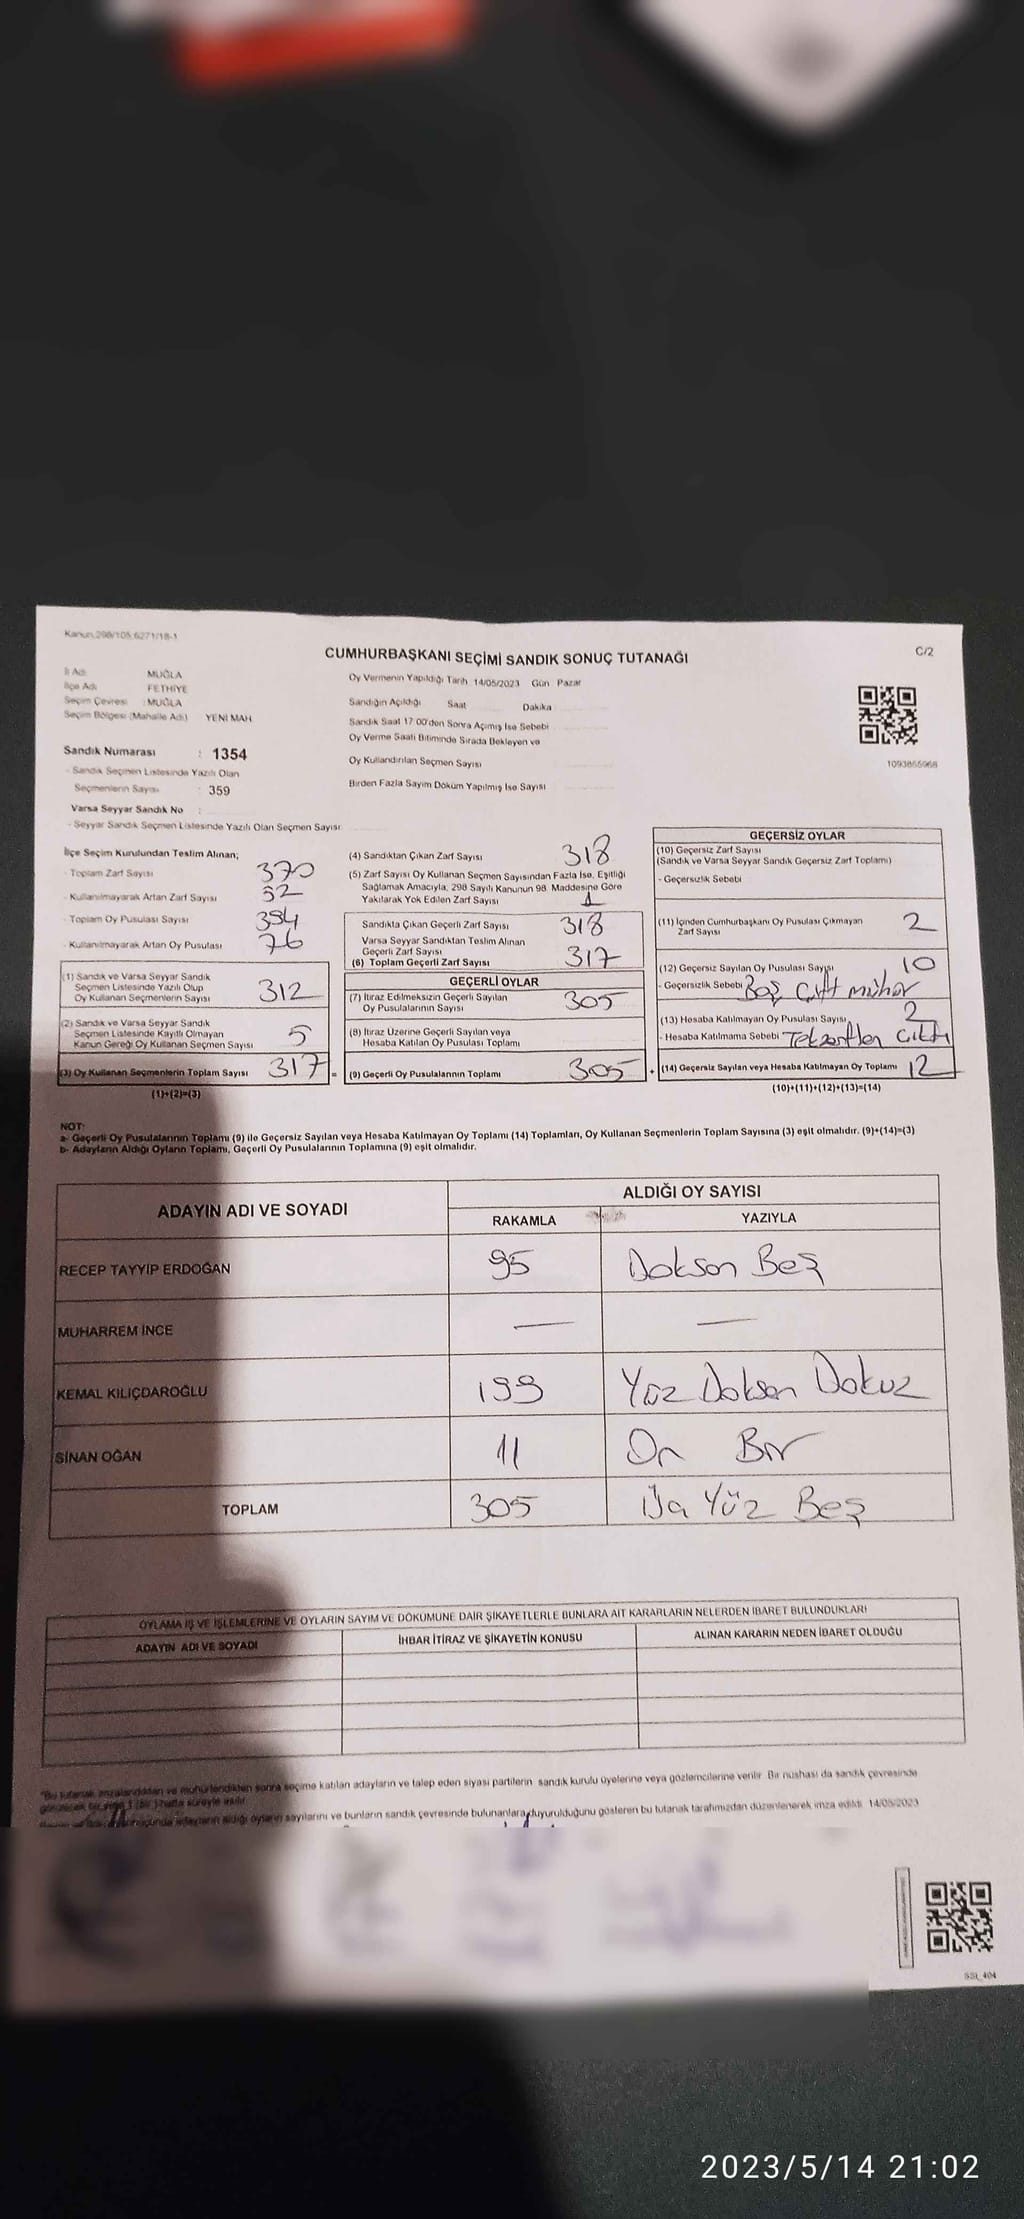 Kanun.298/105.6271/18-1
C/2
CUMHURBAŞKANI SEÇİMİ SANDIK SONUÇ TUTANAĞI
İl Adı MUĞLA
İlçe Adı FETHİYE
Seçim Çevresi : MUĞLA
Seçim Bölgesi (Mahalle Adı) YENİ MAH
Oy Vermenin Yapıldığı Tarih 14/05/2023 Gün Pazar
Sandığın Açıldığı Saat Dakika
Sandık Saat 17 00'den Sonra Açımış İse Sebebi
Oy Verme Saati Bitiminde Sırada Bekleyen ve
Oy Kullandırılan Seçmen Sayısı
Birden Fazla Sayım Döküm Yapılmış İse Sayısı
1093855968
Sandık Numarası : 1354
- Sandık Seçmen Listesinde Yazılı Olan
Seçmenlerin Sayısı : 359
Varsa Seyyar Sandık No :
- Seyyar Sandık Seçmen Listesinde Yazılı Olan Seçmen Sayısı:
İlçe Seçim Kurulundan Teslim Alınan;
- Toplam Zarf Sayısı 370
- Kullanılmayarak Artan Zarf Sayısı 52
- Toplam Oy Pusulası Sayısı 394
- Kullanılmayarak Artan Oy Pusulası 76
(1) Sandık ve Varsa Seyyar Sandık
Seçmen Listesinde Yazılı Olup
Oy Kullanan Seçmenlerin Sayısı 312
(2) Sandık ve Varsa Seyyar Sandık
Seçmen Listesinde Kayıtlı Olmayan
Kanun Gereği Oy Kullanan Seçmen Sayısı 5
(3) Oy Kullanan Seçmenlerin Toplam Sayısı 317 =
(1)+(2)=(3)
(4) Sandıktan Çıkan Zarf Sayısı 318
(5) Zarf Sayısı Oy Kullanan Seçmen Sayısından Fazla İse, Eşitliği
Sağlamak Amacıyla, 298 Sayılı Kanunun 98. Maddesine Göre
Yakılarak Yok Edilen Zarf Sayısı 1
Sandıkta Çıkan Geçerli Zarf Sayısı 318
Varsa Seyyar Sandıktan Teslim Alınan
Geçerli Zarf Sayısı
(6) Toplam Geçerli Zarf Sayısı 317
GEÇERLİ OYLAR
(7) İtiraz Edilmeksizin Geçerli Sayılan
Oy Pusulalarının Sayısı 305
(8) İtiraz Üzerine Geçerli Sayılan veya
Hesaba Katılan Oy Pusulası Toplamı
(9) Geçerli Oy Pusulalarının Toplamı 305 +
GEÇERSİZ OYLAR
(10) Geçersiz Zarf Sayısı
(Sandık ve Varsa Seyyar Sandık Geçersiz Zarf Toplamı)
- Geçersizlik Sebebi
(11) İçinden Cumhurbaşkanı Oy Pusulası Çıkmayan
Zarf Sayısı 2
(12) Geçersiz Sayılan Oy Pusulası Sayısı 10
- Geçersizlik Sebebi Boş Çift mühür
(13) Hesaba Katılmayan Oy Pusulası Sayısı 2
- Hesaba Katılmama Sebebi Tek zarftan Çıktı
(14) Geçersiz Sayılan veya Hesaba Katılmayan Oy Toplamı 12
(10)+(11)+(12)+(13)=(14)
NOT:
a- Geçerli Oy Pusulalarının Toplamı (9) ile Geçersiz Sayılan veya Hesaba Katılmayan Oy Toplamı (14) Toplamları, Oy Kullanan Seçmenlerin Toplam Sayısına (3) eşit olmalıdır. (9)+(14)=(3)
b- Adayların Aldığı Oyların Toplamı, Geçerli Oy Pusulalarının Toplamına (9) eşit olmalıdır.
ADAYIN ADI VE SOYADI ALDIĞI OY SAYISI
RAKAMLA YAZIYLA
RECEP TAYYİP ERDOĞAN 95 Doksan Beş
MUHARREM İNCE — —
KEMAL KILIÇDAROĞLU 199 Yüz Doksan Dokuz
SİNAN OĞAN 11 On Bir
TOPLAM 305 Üç Yüz Beş
OYLAMA İŞ VE İŞLEMLERİNE VE OYLARIN SAYIM VE DÖKÜMÜNE DAİR ŞİKAYETLERLE BUNLARA AİT KARARLARIN NELERDEN İBARET BULUNDUKLARI
ADAYIN ADI VE SOYADI İHBAR İTİRAZ VE ŞİKAYETİN KONUSU ALINAN KARARIN NEDEN İBARET OLDUĞU
"Bu tutanak imzalandıktan ve mühürlendikten sonra seçime katılan adayların ve talep eden siyasi partilerin sandık kurulu üyelerine veya gözlemcilerine verilir. Bir nüshası da sandık çevresinde
adayların aldığı oyların sayılarını ve bunların sandık çevresinde bulunanlara duyurulduğunu gösteren bu tutanak tarafımızdan düzenlenerek imza edildi. 14/05/2023
SSI_404
2023/5/14 21:02